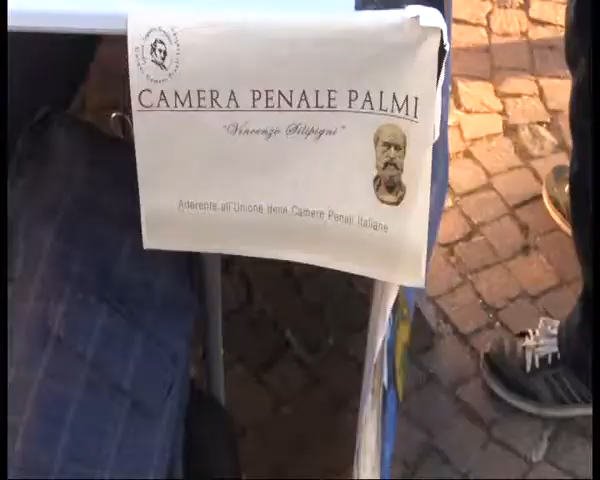 CAMERA PENALE PALMI
"Vincenzo Silipigni"
Aderente all'Unione delle Camere Penali Italiane